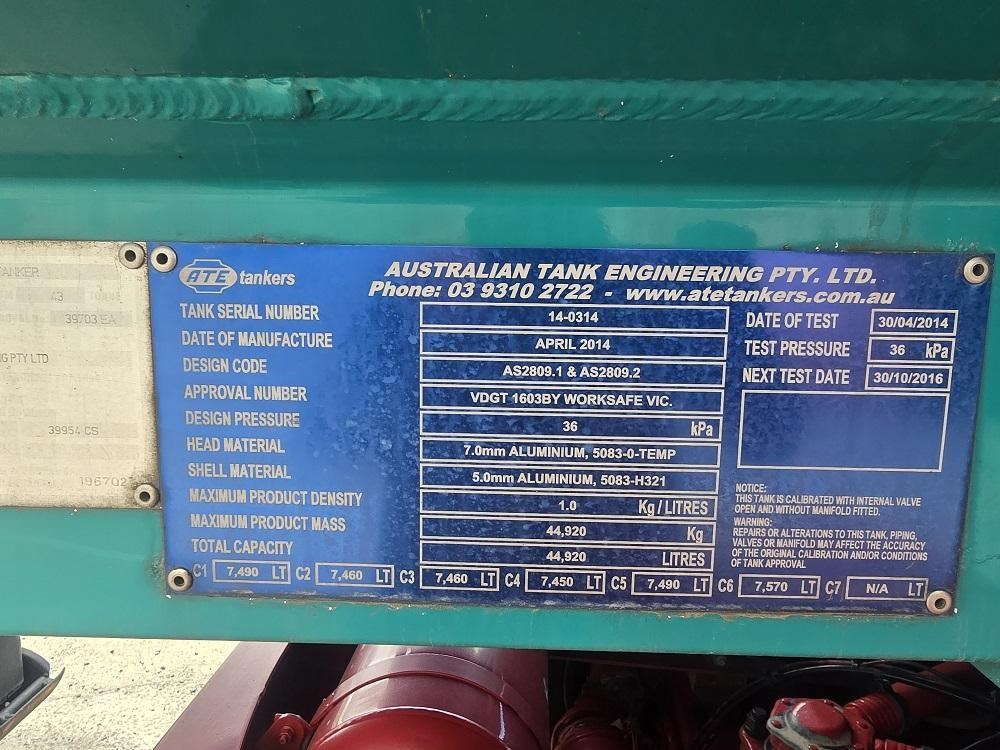 TANKER
43
39703 EA
NG PTY LTD
39954 CS
196702
ATE tankers
AUSTRALIAN TANK ENGINEERING PTY. LTD.
Phone: 03 9310 2722 - www.atetankers.com.au
TANK SERIAL NUMBER 14-0314
DATE OF MANUFACTURE APRIL 2014
DESIGN CODE AS2809.1 & AS2809.2
APPROVAL NUMBER VDGT 1603BY WORKSAFE VIC.
DESIGN PRESSURE 36 kPa
HEAD MATERIAL 7.0mm ALUMINIUM, 5083-0-TEMP
SHELL MATERIAL 5.0mm ALUMINIUM, 5083-H321
MAXIMUM PRODUCT DENSITY 1.0 Kg / LITRES
MAXIMUM PRODUCT MASS 44,920 Kg
TOTAL CAPACITY 44,920 LITRES
DATE OF TEST 30/04/2014
TEST PRESSURE 36 kPa
NEXT TEST DATE 30/10/2016
NOTICE:
THIS TANK IS CALIBRATED WITH INTERNAL VALVE
OPEN AND WITHOUT MANIFOLD FITTED.
WARNING:
REPAIRS OR ALTERATIONS TO THIS TANK, PIPING,
VALVES OR MANIFOLD MAY AFFECT THE ACCURACY
OF THE ORIGINAL CALIBRATION AND/OR CONDITIONS
OF TANK APPROVAL
C1 7,490 LT C2 7,460 LT C3 7,460 LT C4 7,450 LT C5 7,490 LT C6 7,570 LT C7 N/A LT